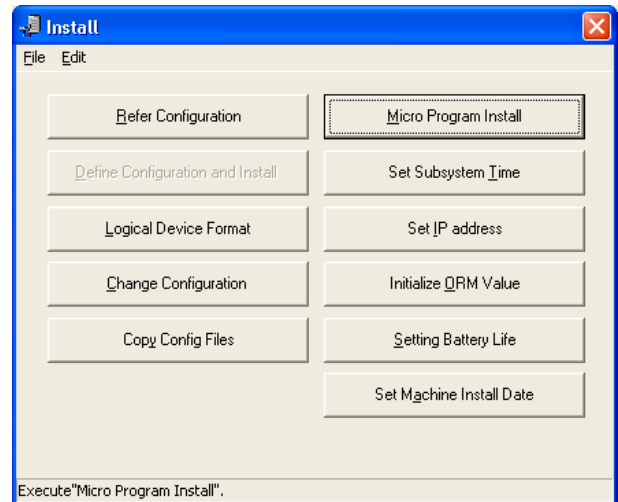 Install
File Edit
Refer Configuration
Micro Program Install
Define Configuration and Install
Set Subsystem Time
Logical Device Format
Set IP address
Change Configuration
Initialize ORM Value
Copy Config Files
Setting Battery Life
Set Machine Install Date
Execute"Micro Program Install".